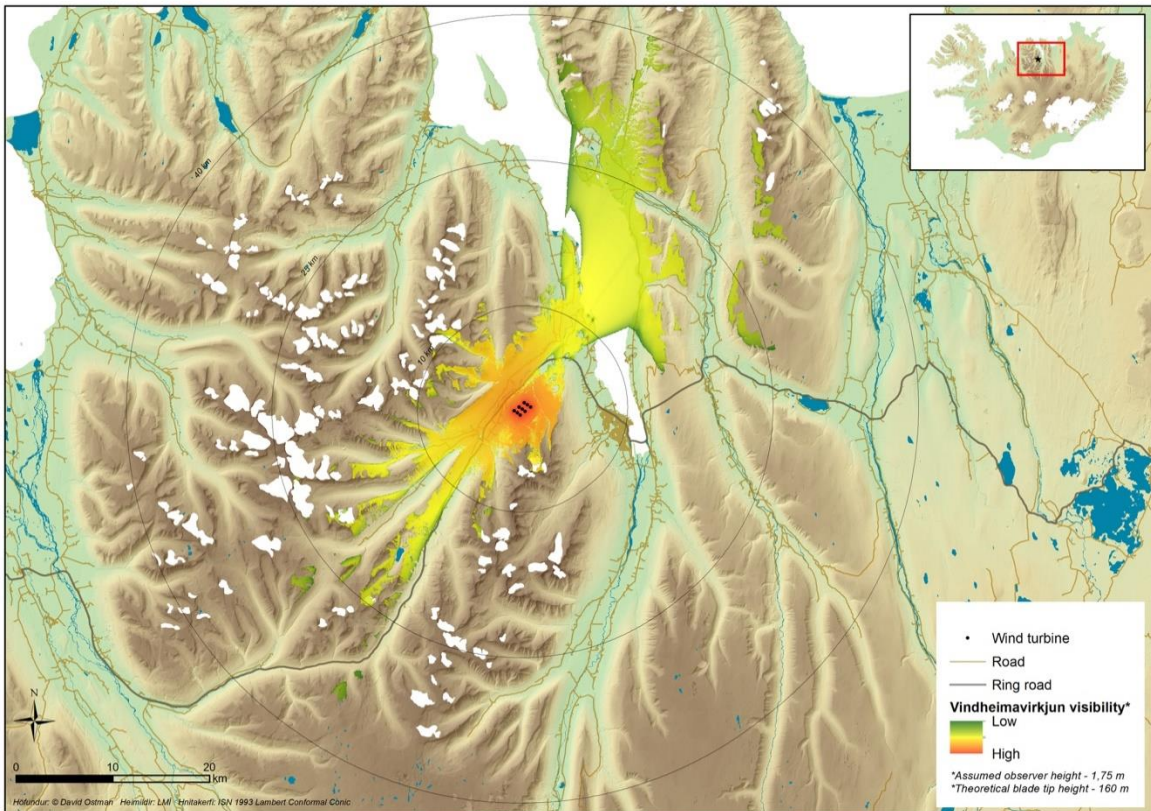 40 km
25 km
10 km
N
0 10 20
km
Wind turbine
Road
Ring road
Vindheimavirkjun visibility*
Low
High
*Assumed observer height - 1,75 m
*Theoretical blade tip height - 160 m
Höfundur: © David Ostman Heimildir: LMI Hnitakerfi: ISN 1993 Lambert Conformal Conic